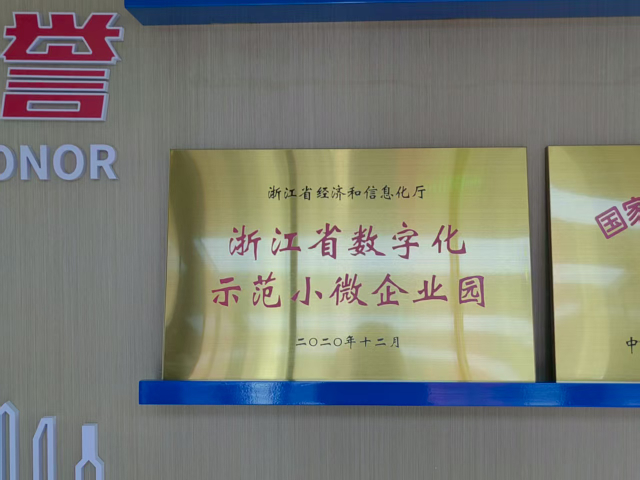 誉
ONOR
浙江省经济和信息化厅
浙江省数字化
示范小微企业园
二〇二〇年十二月
国家
中